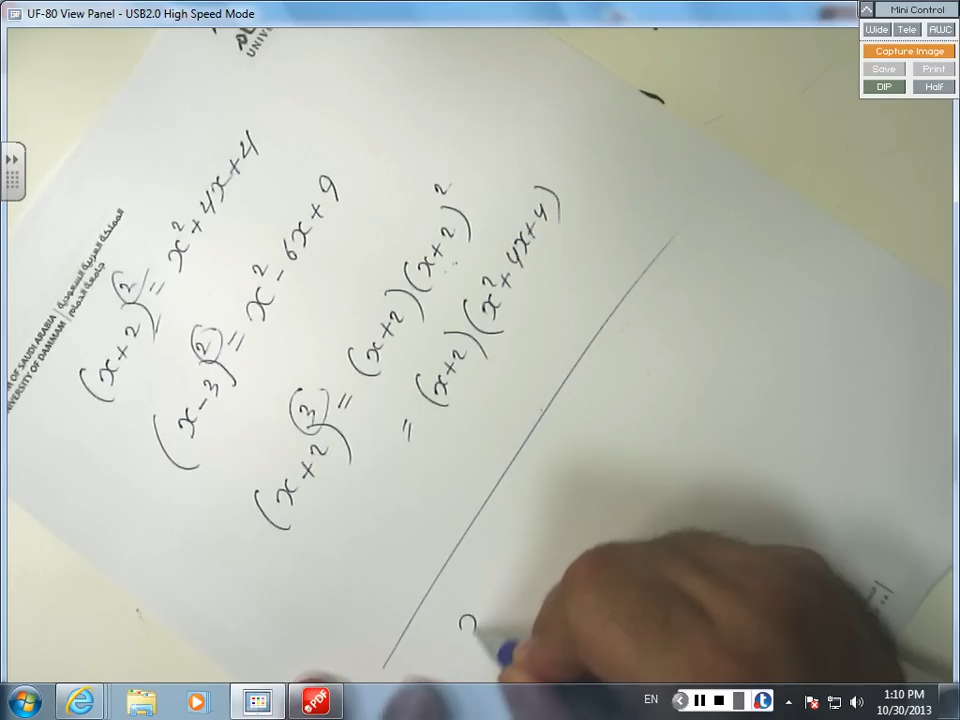 UF-80 View Panel - USB2.0 High Speed Mode
Mini Control
Wide Tele AWC
Capture Image
Save Print
DIP Half
UNIV
المملكة العربية السعودية
جامعة الدمام
M OF SAUDI ARABIA
UNIVERSITY OF DAMMAM
(x+2)² = x²+4x+4
(x-3)² = x²-6x+9
(x+2)³ = (x+2)(x+2)²
= (x+2)(x²+4x+4)
EN
PDF
1:10 PM
10/30/2013